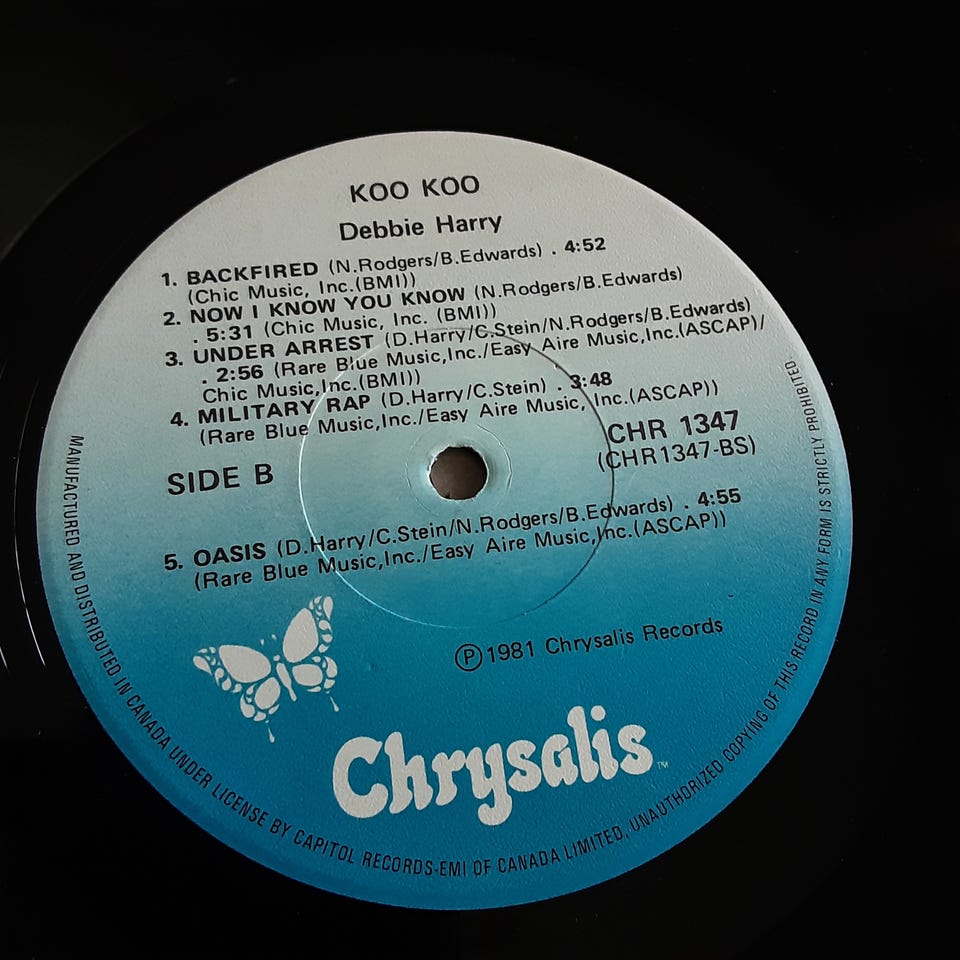 KOO KOO
Debbie Harry
1. BACKFIRED (N.Rodgers/B.Edwards) . 4:52
(Chic Music, Inc.(BMI))
2. NOW I KNOW YOU KNOW (N.Rodgers/B.Edwards)
. 5:31 (Chic Music, Inc. (BMI))
3. UNDER ARREST (D.Harry/C.Stein/N.Rodgers/B.Edwards)
. 2:56 (Rare Blue Music,Inc./Easy Aire Music,Inc.(ASCAP)/
Chic Music,Inc.(BMI))
4. MILITARY RAP (D.Harry/C.Stein) . 3:48
(Rare Blue Music,Inc./Easy Aire Music, Inc.(ASCAP))
CHR 1347
SIDE B
(CHR1347-BS)
5. OASIS (D.Harry/C.Stein/N.Rodgers/B.Edwards) . 4:55
(Rare Blue Music,Inc./Easy Aire Music,Inc.(ASCAP))
Ⓟ1981 Chrysalis Records
Chrysalis™
MANUFACTURED AND DISTRIBUTED IN CANADA UNDER LICENSE BY CAPITOL RECORDS-EMI OF CANADA LIMITED. UNAUTHORIZED COPYING OF THIS RECORD IN ANY FORM IS STRICTLY PROHIBITED.